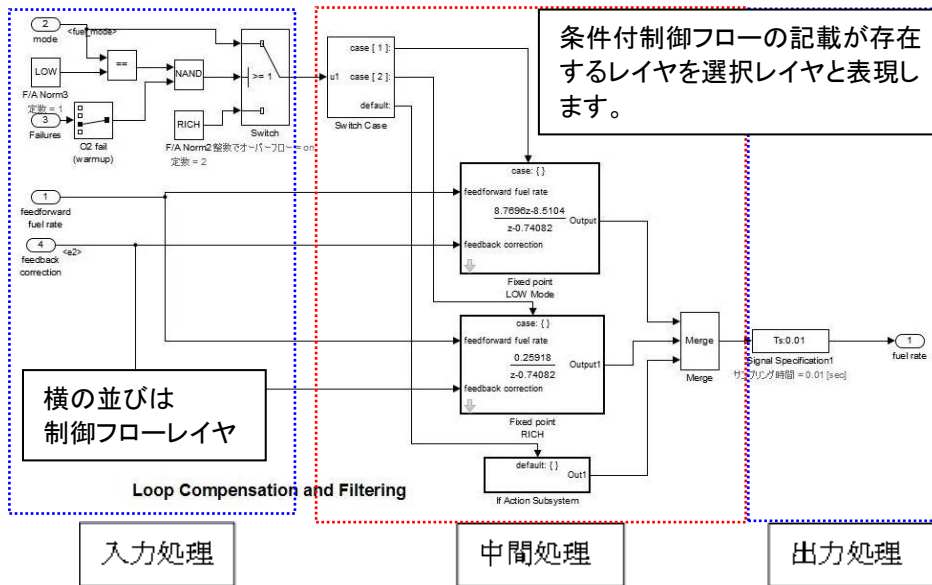 2
mode
<fuel_mode>
LOW
F/A Norm3
定数 = 1
3
Failures
O2 fail
(warmup)
==
NAND
RICH
F/A Norm2 整数でオーバーフロー = on
定数 = 2
>= 1
Switch
u1
case [ 1 ]:
case [ 2 ]:
default:
Switch Case
条件付制御フローの記載が存在
するレイヤを選択レイヤと表現し
ます。
1
feedforward
fuel rate
4
<e2>
feedback
correction
case: { }
feedforward fuel rate
8.7696z-8.5104
z-0.74082
Output
feedback correction
Fixed point
LOW Mode
case: { }
feedforward fuel rate
0.25918
z-0.74082
Output1
feedback correction
Fixed point
RICH
default: { }
Out1
If Action Subsystem
Merge
Merge
Ts:0.01
Signal Specification1
サンプリング時間 = 0.01 [sec]
1
fuel rate
横の並びは
制御フローレイヤ
Loop Compensation and Filtering
入力処理
中間処理
出力処理